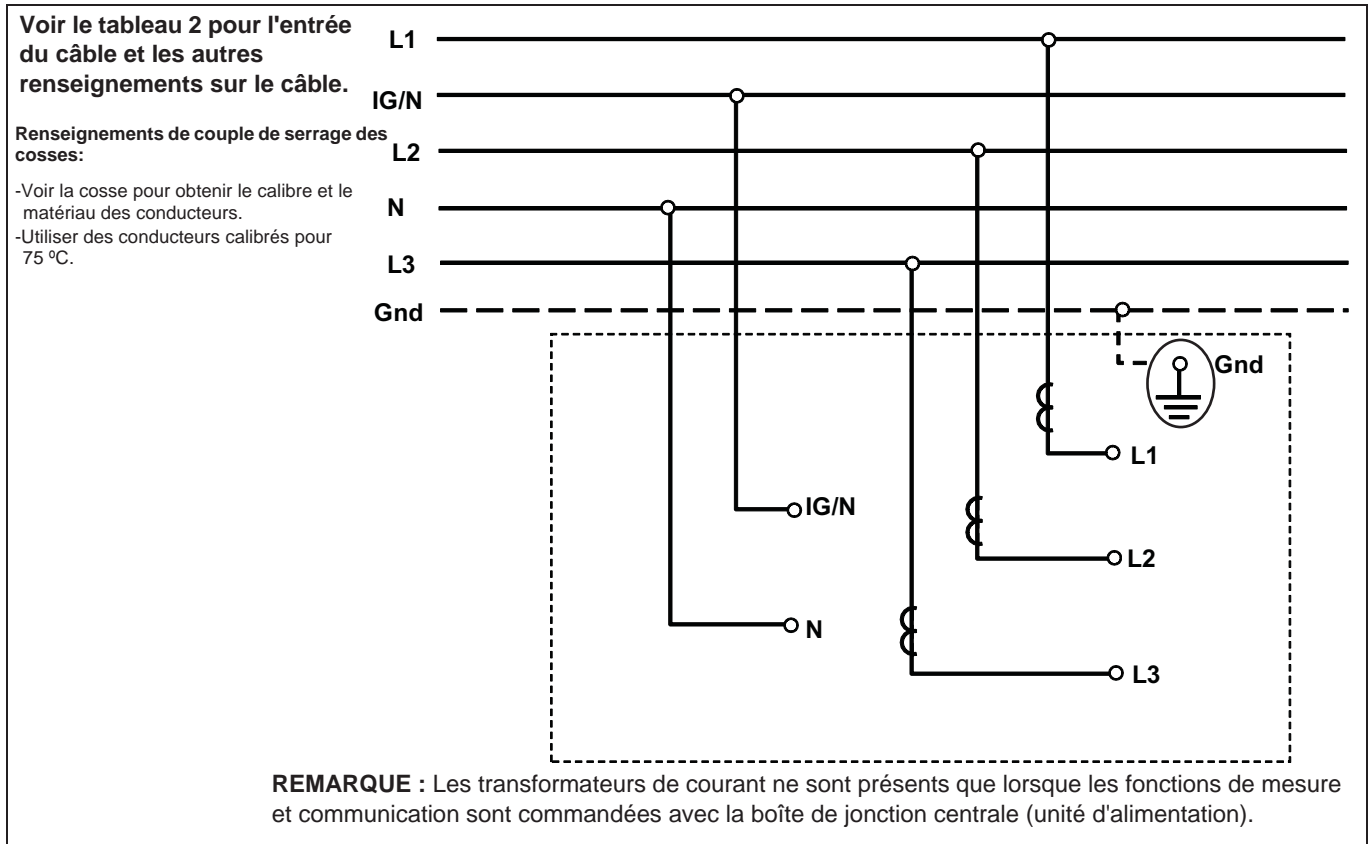 Voir le tableau 2 pour l'entrée
du câble et les autres
renseignements sur le câble.
Renseignements de couple de serrage des
cosses:
-Voir la cosse pour obtenir le calibre et le
matériau des conducteurs.
-Utiliser des conducteurs calibrés pour
75 ºC.
L1
IG/N
L2
N
L3
Gnd
Gnd
L1
IG/N
L2
N
L3
REMARQUE : Les transformateurs de courant ne sont présents que lorsque les fonctions de mesure
et communication sont commandées avec la boîte de jonction centrale (unité d'alimentation).